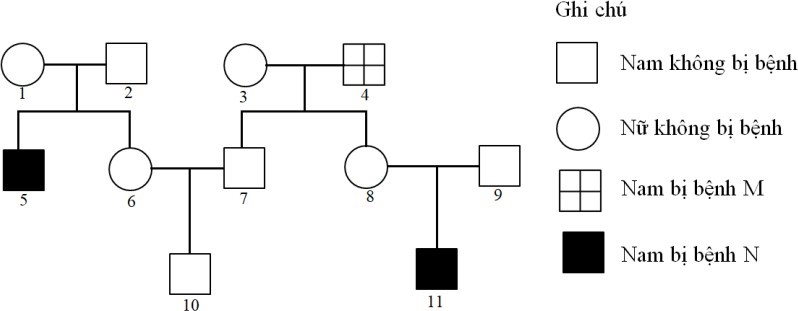 Ghi chú
1
2
3
4
Nam không bị bệnh
Nữ không bị bệnh
5
6
7
8
9
Nam bị bệnh M
10
11
Nam bị bệnh N